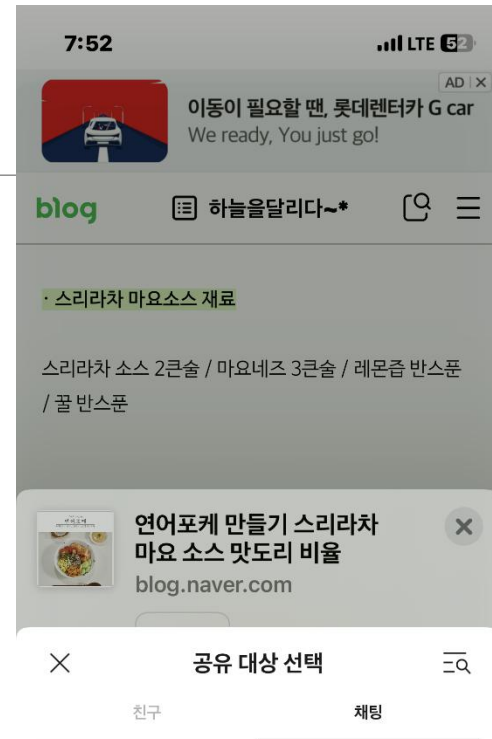 7:52 LTE 52
AD X
이동이 필요할 땐, 롯데렌터카 G car
We ready, You just go!
blog 하늘을달리다~*
· 스리라차 마요소스 재료
스리라차 소스 2큰술 / 마요네즈 3큰술 / 레몬즙 반스푼
/ 꿀 반스푼
연어포케 만들기 스리라차
마요 소스 맛도리 비율
blog.naver.com
공유 대상 선택
친구 채팅